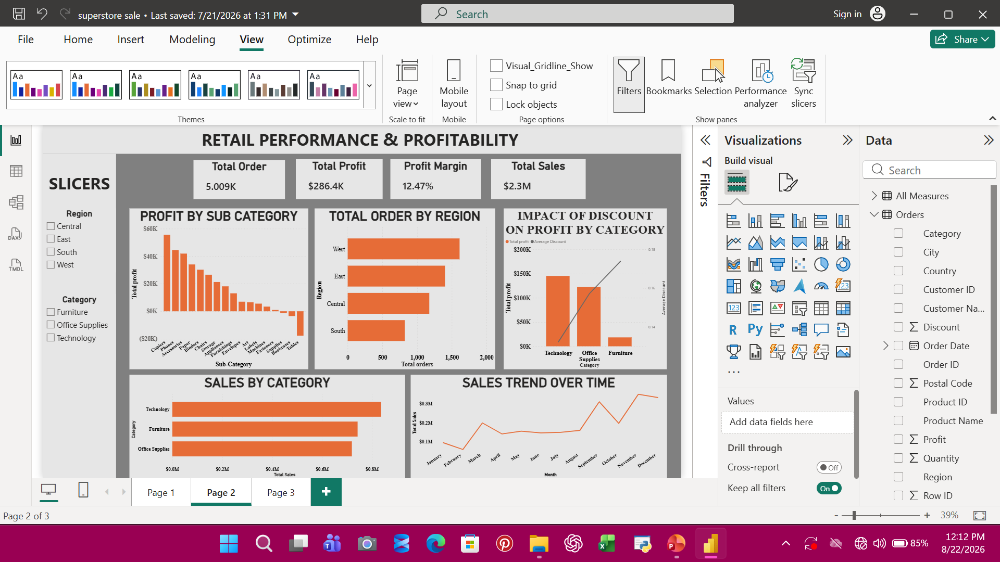 superstore sale • Last saved: 7/21/2026 at 1:31 PM
Search
Sign in
File
Home
Insert
Modeling
View
Optimize
Help
Share
Aa
Aa
Aa
Aa
Aa
Aa
Themes
Page view
Scale to fit
Mobile layout
Mobile
Visual_Gridline_Show
Snap to grid
Lock objects
Page options
Filters
Bookmarks
Selection
Performance analyzer
Sync slicers
Show panes
DAX
TMDL
RETAIL PERFORMANCE & PROFITABILITY
SLICERS
Region
Central
East
South
West
Category
Furniture
Office Supplies
Technology
Total Order
5.009K
Total Profit
$286.4K
Profit Margin
12.47%
Total Sales
$2.3M
PROFIT BY SUB CATEGORY
Total profit
$60K
$40K
$20K
$0K
($20K)
Copiers
Phones
Accessories
Paper
Binders
Chairs
Storage
Appliances
Furnishings
Envelopes
Art
Labels
Machines
Fasteners
Supplies
Bookcases
Tables
Sub-Category
TOTAL ORDER BY REGION
Region
West
East
Central
South
0
500
1,000
1,500
2,000
Total orders
IMPACT OF DISCOUNT
ON PROFIT BY CATEGORY
Total profit
Average Discount
Total profit
$200K
$150K
$100K
$50K
$0K
0.18
0.16
0.14
Average Discount
Technology
Office Supplies
Furniture
Category
SALES BY CATEGORY
Category
Technology
Furniture
Office Supplies
$0.0M
$0.2M
$0.4M
$0.6M
$0.8M
Total Sales
SALES TREND OVER TIME
Total Sales
$0.3M
$0.2M
$0.1M
January
February
March
April
May
June
July
August
September
October
November
December
Month
Filters
Visualizations
Build visual
123
123
R
Py
Values
Add data fields here
Drill through
Cross-report
Off
Keep all filters
On
Data
Search
All Measures
Orders
Category
City
Country
Customer ID
Customer Na...
Discount
Order Date
Order ID
Postal Code
Product ID
Product Name
Profit
Quantity
Region
Row ID
Page 1
Page 2
Page 3
Page 2 of 3
39%
85%
12:12 PM
8/22/2026